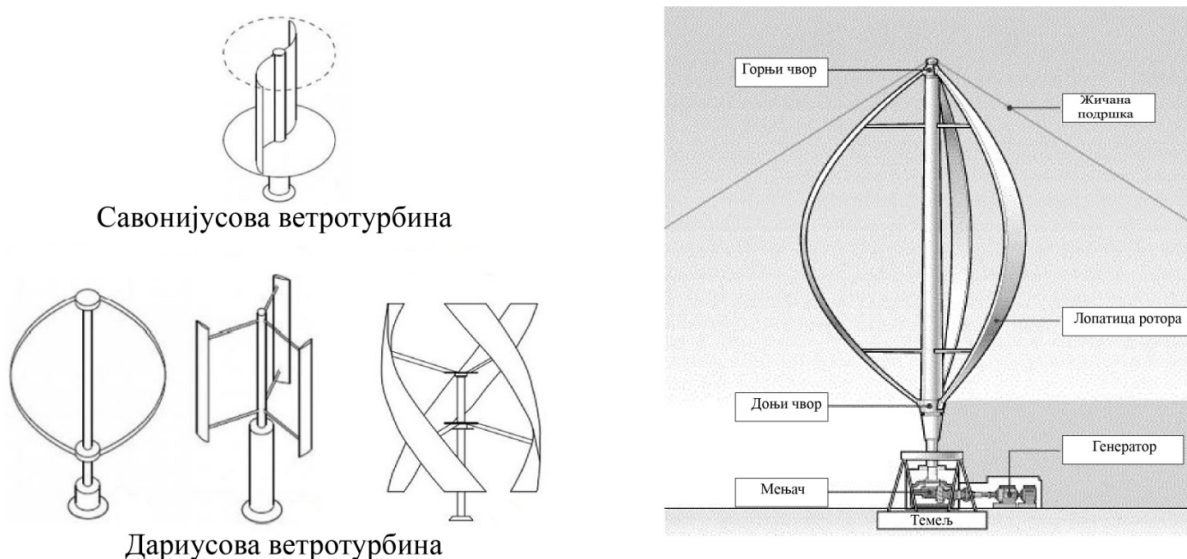 Савонијусова ветротурбина
Дариусова ветротурбина
Горњи чвор
Жичана
подршка
Лопатица ротора
Доњи чвор
Генератор
Мењач
Темељ